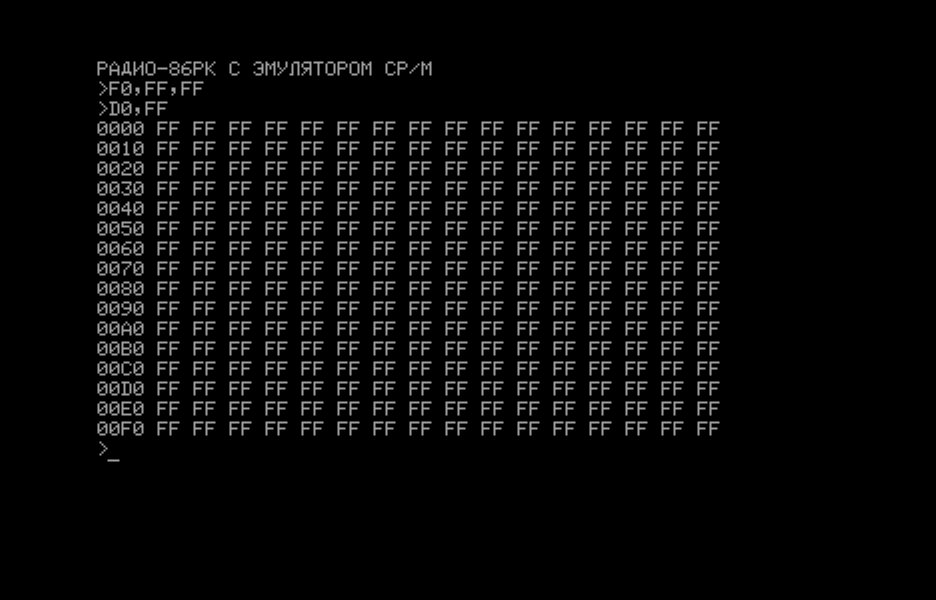 РАДИО-86РК С ЭМУЛЯТОРОМ СР/М
>F0,FF,FF
>D0,FF
0000 FF FF FF FF FF FF FF FF FF FF FF FF FF FF FF FF
0010 FF FF FF FF FF FF FF FF FF FF FF FF FF FF FF FF
0020 FF FF FF FF FF FF FF FF FF FF FF FF FF FF FF FF
0030 FF FF FF FF FF FF FF FF FF FF FF FF FF FF FF FF
0040 FF FF FF FF FF FF FF FF FF FF FF FF FF FF FF FF
0050 FF FF FF FF FF FF FF FF FF FF FF FF FF FF FF FF
0060 FF FF FF FF FF FF FF FF FF FF FF FF FF FF FF FF
0070 FF FF FF FF FF FF FF FF FF FF FF FF FF FF FF FF
0080 FF FF FF FF FF FF FF FF FF FF FF FF FF FF FF FF
0090 FF FF FF FF FF FF FF FF FF FF FF FF FF FF FF FF
00A0 FF FF FF FF FF FF FF FF FF FF FF FF FF FF FF FF
00B0 FF FF FF FF FF FF FF FF FF FF FF FF FF FF FF FF
00C0 FF FF FF FF FF FF FF FF FF FF FF FF FF FF FF FF
00D0 FF FF FF FF FF FF FF FF FF FF FF FF FF FF FF FF
00E0 FF FF FF FF FF FF FF FF FF FF FF FF FF FF FF FF
00F0 FF FF FF FF FF FF FF FF FF FF FF FF FF FF FF FF
>_